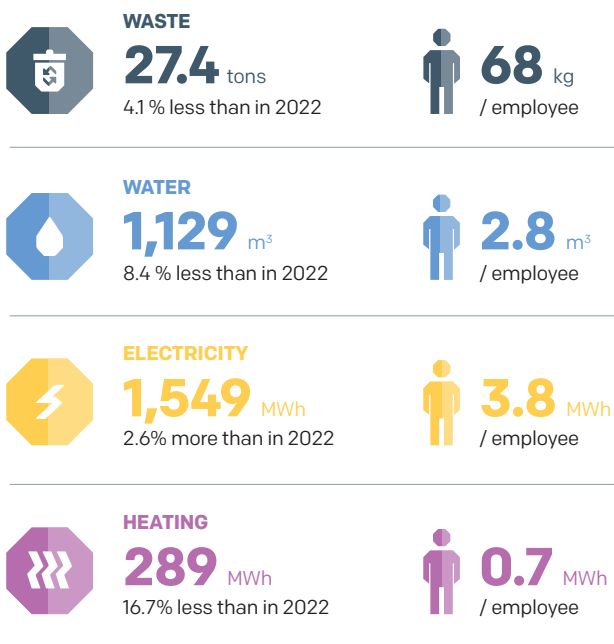 WASTE
27.4 tons
4.1 % less than in 2022
68 kg
/ employee
WATER
1,129 m³
8.4 % less than in 2022
2.8 m³
/ employee
ELECTRICITY
1,549 MWh
2.6% more than in 2022
3.8 MWh
/ employee
HEATING
289 MWh
16.7% less than in 2022
0.7 MWh
/ employee